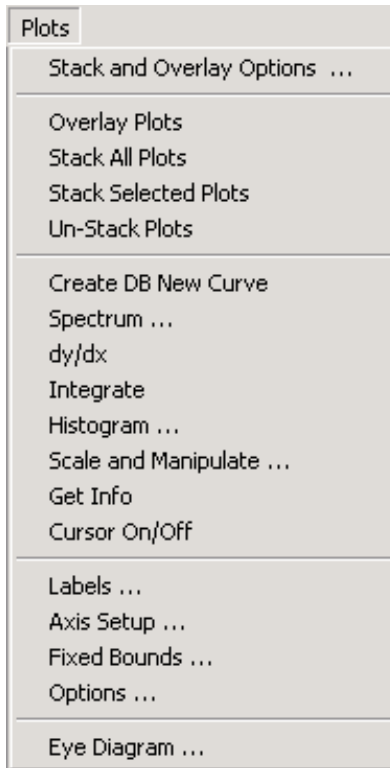 Plots
Stack and Overlay Options ...
Overlay Plots
Stack All Plots
Stack Selected Plots
Un-Stack Plots
Create DB New Curve
Spectrum ...
dy/dx
Integrate
Histogram ...
Scale and Manipulate ...
Get Info
Cursor On/Off
Labels ...
Axis Setup ...
Fixed Bounds ...
Options ...
Eye Diagram ...